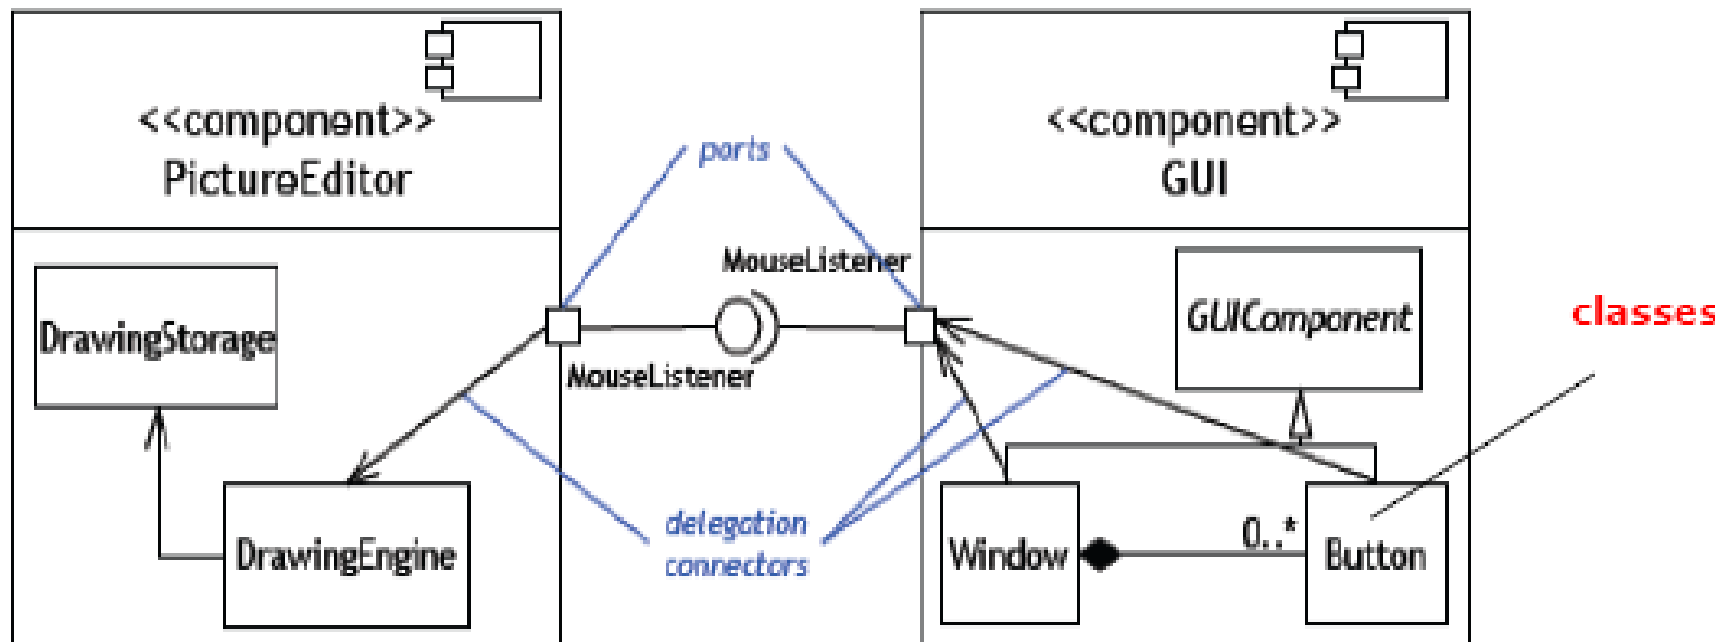 <<component>>
PictureEditor
DrawingStorage
DrawingEngine
ports
MouseListener
MouseListener
delegation
connectors
<<component>>
GUI
GUIComponent
Window
0..*
Button
classes